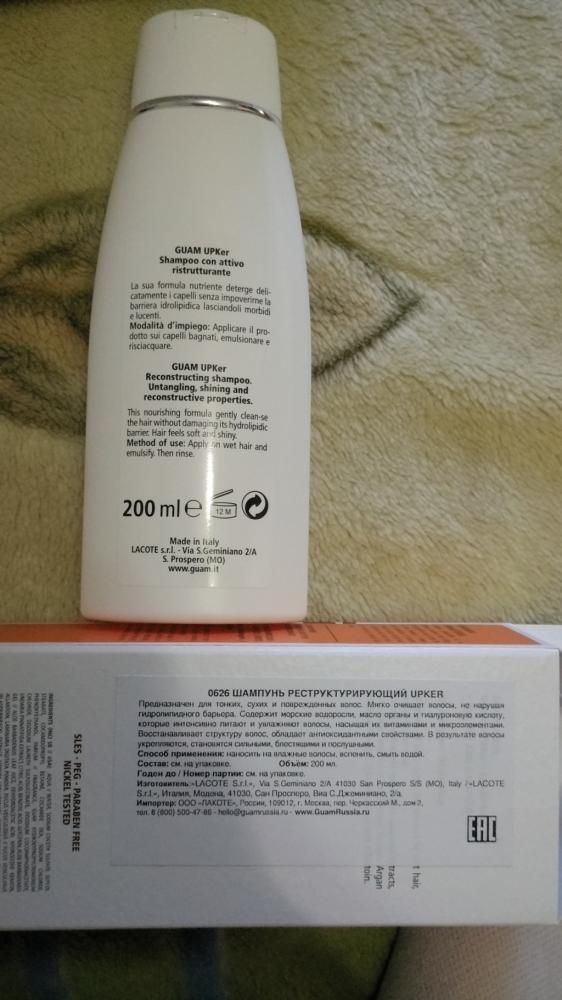 GUAM UPKer
Shampoo con attivo
ristrutturante
La sua formula nutriente deterge deli-
catamente i capelli senza impoverirne la
barriera idrolipidica lasciandoli morbidi
e lucenti.
Modalità d'impiego: Applicare il pro-
dotto sui capelli bagnati, emulsionare e
risciacquare.
GUAM UPKer
Reconstructing shampoo.
Untangling, shining and
reconstructive properties.
This nourishing formula gently clean-se
the hair without damaging its hydrolipidic
barrier. Hair feels soft and shiny.
Method of use: Apply on wet hair and
emulsify. Then rinse.
200 ml e 12 M
Made in Italy
LACOTE s.r.l. - Via S.Geminiano 2/A
S. Prospero (MO)
www.guam.it
0626 ШАМПУНЬ РЕСТРУКТУРИРУЮЩИЙ UPKER
Предназначен для тонких, сухих и поврежденных волос. Мягко очищает волосы, не нарушая
гидролипидного барьера. Содержит морские водоросли, масло арганы и гиалуроновую кислоту,
которые интенсивно питают и увлажняют волосы, насыщая их витаминами и микроэлементами.
Восстанавливает структуру волос, обладает антиоксидантными свойствами. В результате волосы
укрепляются, становятся сильными, блестящими и послушными.
Способ применения: наносить на влажные волосы, вспенить, смыть водой.
Состав: см. на упаковке. Объём: 200 мл.
Годен до / Номер партии: см. на упаковке.
Изготовитель:«LACOTE S.r.l.», Via S.Geminiano 2/A 41030 San Prospero S/S (MO), Italy /«LACOTE
S.r.l.», Италия, Модена, 41030, Сан Просперо, Виа С.Джеминиано, 2/а.
Импортер: ООО «ЛАКОТЕ», Россия, 109012, г. Москва, пер. Черкасский М., дом 2,
тел. 8 (800) 500-47-86 - hello@guamrussia.ru - www.GuamRussia.ru
EAC
SLES - PEG - PARABEN FREE
NICKEL TESTED
t hair,
tracts,
Argan
toin.